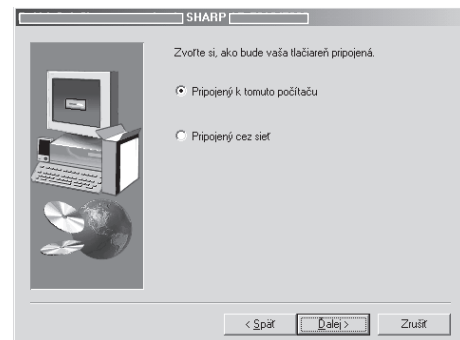 SHARP
Zvoľte si, ako bude vaša tlačiareň pripojená.
Pripojený k tomuto počítaču
Pripojený cez sieť
< Späť
Ďalej >
Zrušiť